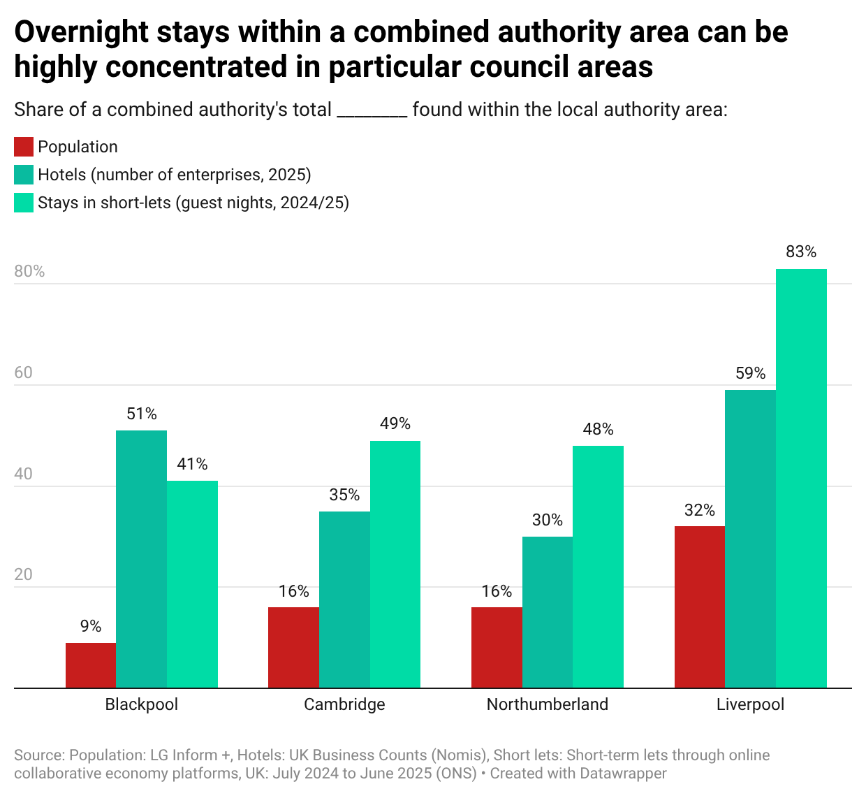 Overnight stays within a combined authority area can be
highly concentrated in particular council areas
Share of a combined authority's total ________ found within the local authority area:
Population
Hotels (number of enterprises, 2025)
Stays in short-lets (guest nights, 2024/25)
80%
60
40
20
9%
51%
41%
16%
35%
49%
16%
30%
48%
32%
59%
83%
Blackpool
Cambridge
Northumberland
Liverpool
Source: Population: LG Inform +, Hotels: UK Business Counts (Nomis), Short lets: Short-term lets through online
collaborative economy platforms, UK: July 2024 to June 2025 (ONS) • Created with Datawrapper